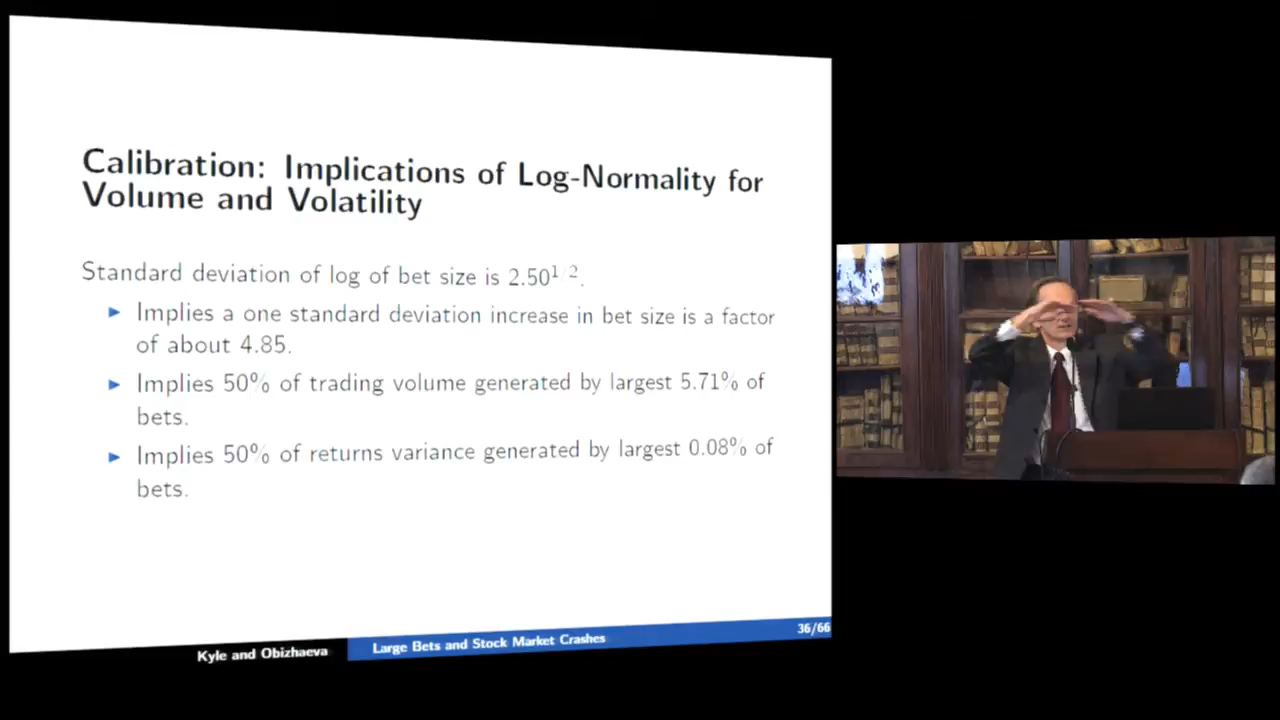 Calibration: Implications of Log-Normality for
Volume and Volatility
Standard deviation of log of bet size is 2.50^1/2.
► Implies a one standard deviation increase in bet size is a factor
of about 4.85.
► Implies 50% of trading volume generated by largest 5.71% of
bets.
► Implies 50% of returns variance generated by largest 0.08% of
bets.
Kyle and Obizhaeva
Large Bets and Stock Market Crashes
36/66